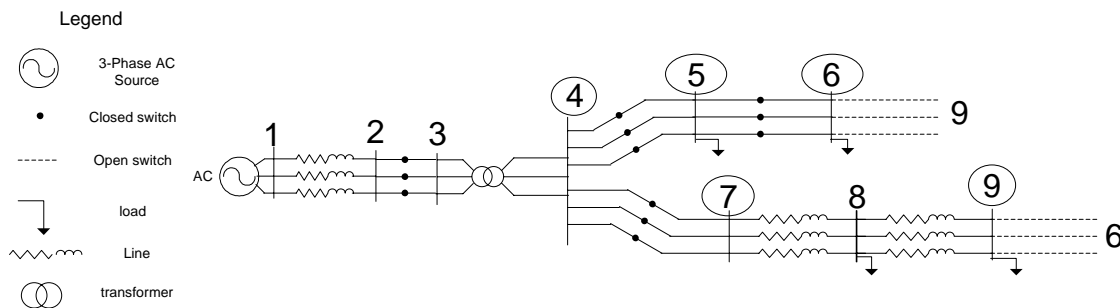 Legend
3-Phase AC
Source
Closed switch
Open switch
load
Line
transformer
AC
1
2
3
4
5
6
9
7
8
9
6